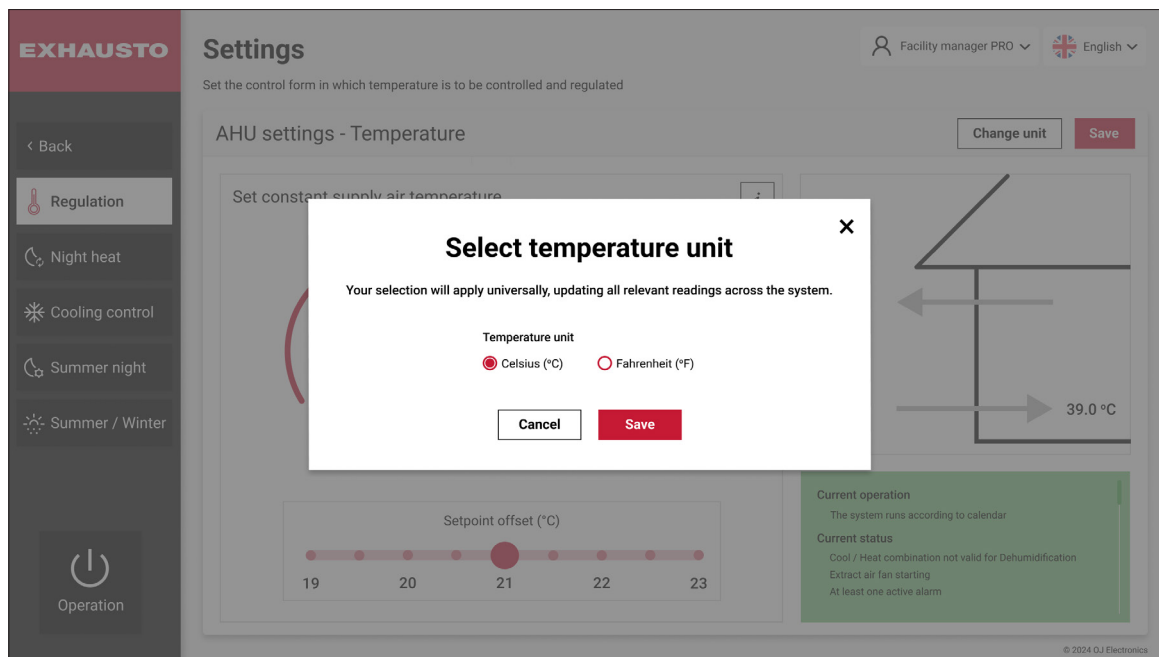 EXHAUSTO
Settings
Facility manager PRO
English
Set the control form in which temperature is to be controlled and regulated
< Back
AHU settings - Temperature
Change unit
Save
Regulation
Set constant supply air temperature
i
Night heat
Select temperature unit
Your selection will apply universally, updating all relevant readings across the system.
Cooling control
Temperature unit
Celsius (°C)
Fahrenheit (°F)
Summer night
Summer / Winter
39.0 °C
Cancel
Save
Setpoint offset (°C)
19 20 21 22 23
Current operation
The system runs according to calendar
Current status
Cool / Heat combination not valid for Dehumidification
Extract air fan starting
At least one active alarm
Operation
© 2024 OJ Electronics